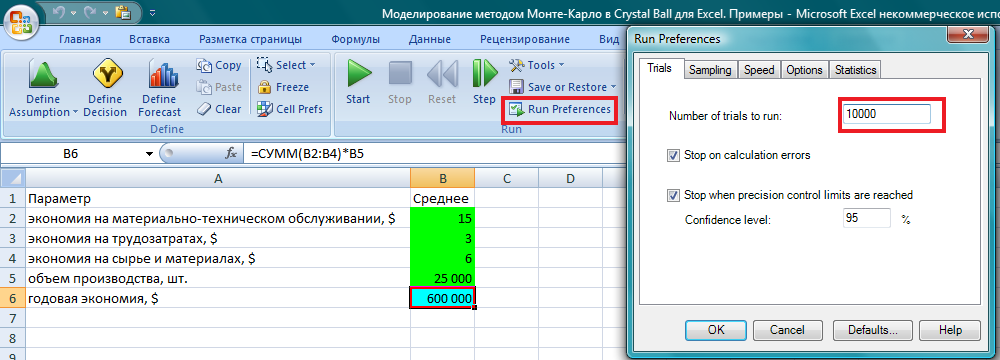 Моделирование методом Монте-Карло в Crystal Ball для Excel. Примеры - Microsoft Excel некоммерческое испо
Главная Вставка Разметка страницы Формулы Данные Рецензирование Вид
Define Assumption
Define Decision
Define Forecast
Copy
Paste
Clear
Select
Freeze
Cell Prefs
Define
Start
Stop
Reset
Step
Tools
Save or Restore
Run Preferences
Run
B6 =СУММ(B2:B4)*B5
A B C D E
1 Параметр Среднее
2 экономия на материально-техническом обслуживании, $ 15
3 экономия на трудозатратах, $ 3
4 экономия на сырье и материалах, $ 6
5 объем производства, шт. 25 000
6 годовая экономия, $ 600 000
7
8
9
Run Preferences
Trials Sampling Speed Options Statistics
Number of trials to run: 10000
Stop on calculation errors
Stop when precision control limits are reached
Confidence level: 95 %
OK Cancel Defaults... Help